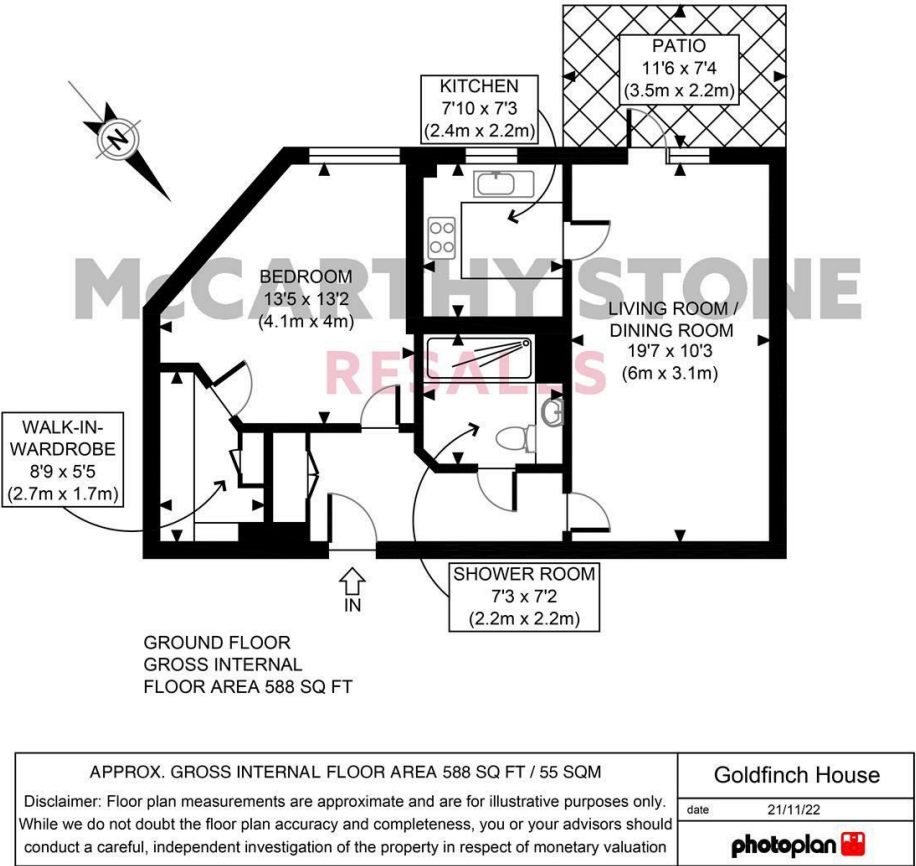 PATIO
11'6 x 7'4
(3.5m x 2.2m)
KITCHEN
7'10 x 7'3
(2.4m x 2.2m)
N
McCARTHY STONE
RESALES
BEDROOM
13'5 x 13'2
(4.1m x 4m)
LIVING ROOM /
DINING ROOM
19'7 x 10'3
(6m x 3.1m)
WALK-IN-
WARDROBE
8'9 x 5'5
(2.7m x 1.7m)
SHOWER ROOM
7'3 x 7'2
(2.2m x 2.2m)
IN
GROUND FLOOR
GROSS INTERNAL
FLOOR AREA 588 SQ FT
APPROX. GROSS INTERNAL FLOOR AREA 588 SQ FT / 55 SQM
Disclaimer: Floor plan measurements are approximate and are for illustrative purposes only.
While we do not doubt the floor plan accuracy and completeness, you or your advisors should
conduct a careful, independent investigation of the property in respect of monetary valuation
Goldfinch House
date 21/11/22
photoplan